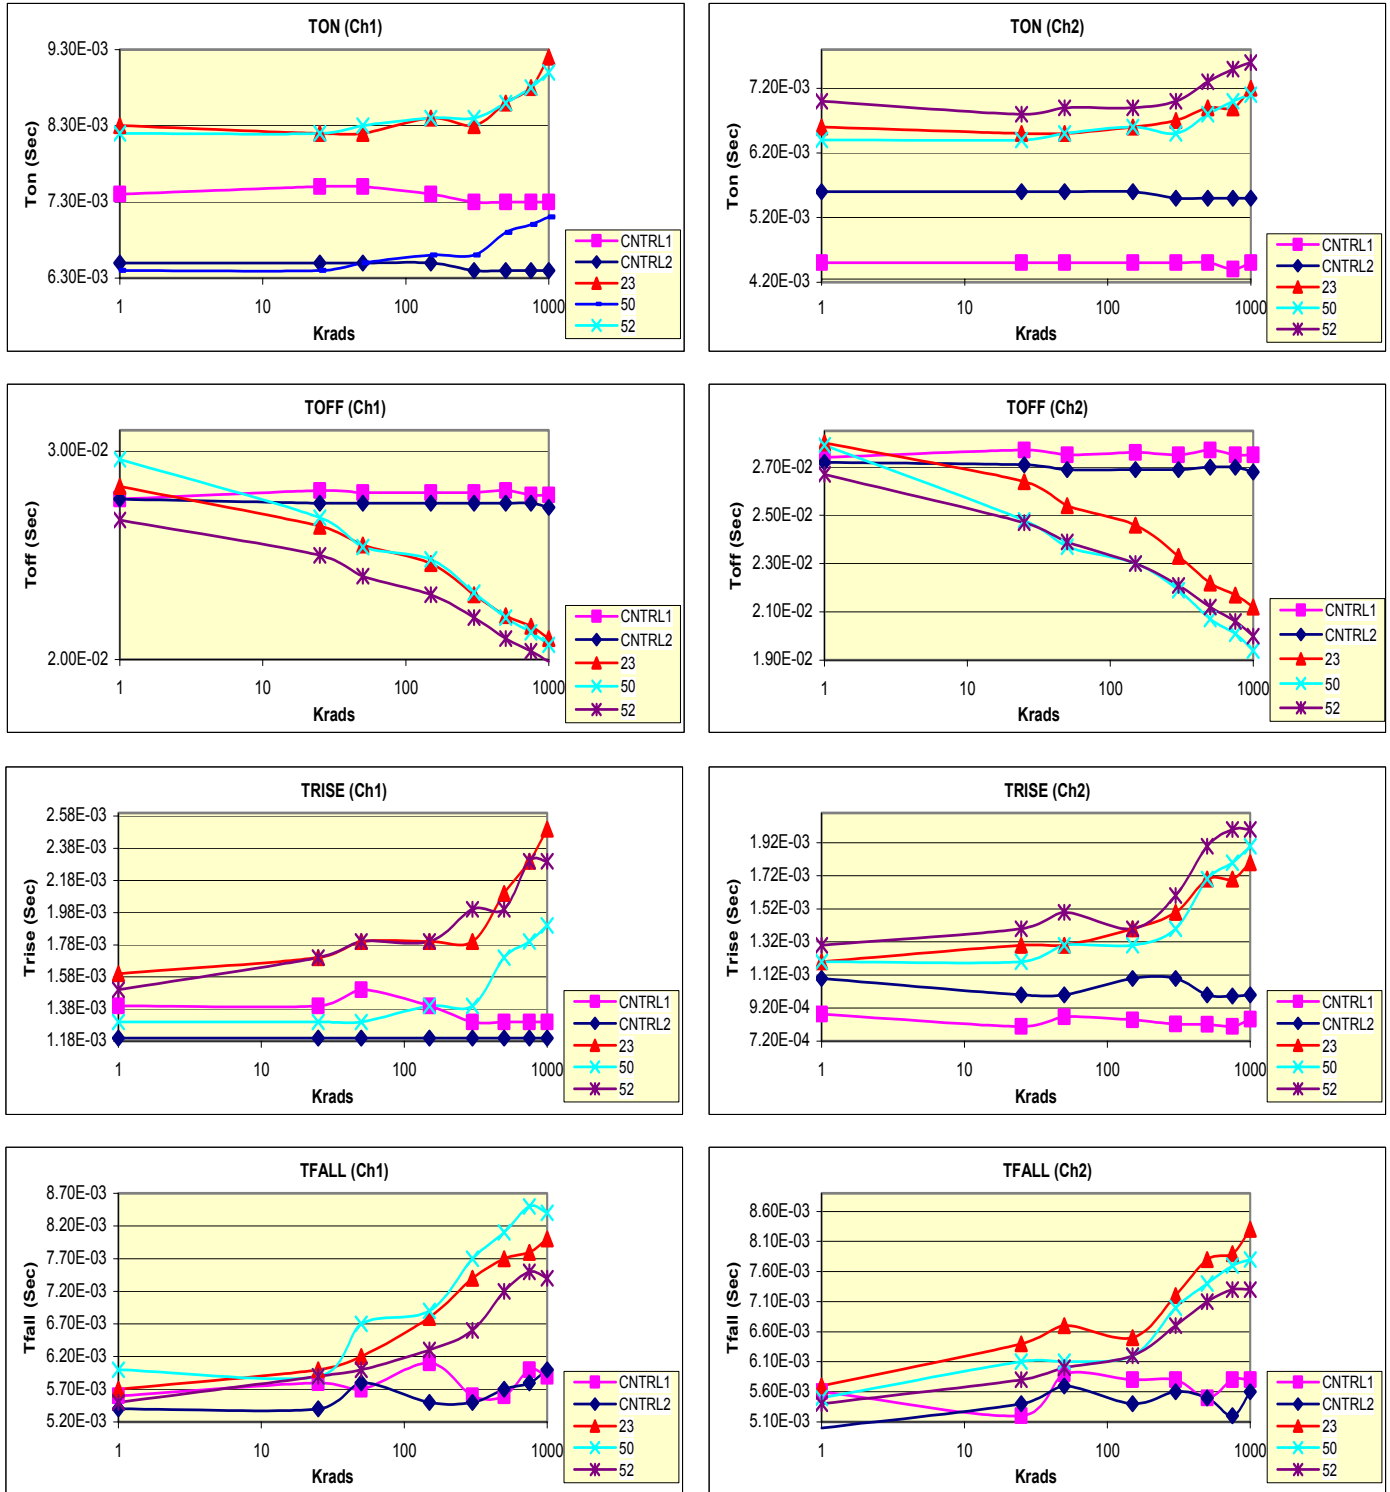 TON (Ch1)
9.30E-03
8.30E-03
7.30E-03
6.30E-03
Ton (Sec)
1
10
100
1000
Krads
CNTRL1
CNTRL2
23
50
52
TON (Ch2)
7.20E-03
6.20E-03
5.20E-03
4.20E-03
Ton (Sec)
1
10
100
1000
Krads
CNTRL1
CNTRL2
23
50
52
TOFF (Ch1)
3.00E-02
2.00E-02
Toff (Sec)
1
10
100
1000
Krads
CNTRL1
CNTRL2
23
50
52
TOFF (Ch2)
2.70E-02
2.50E-02
2.30E-02
2.10E-02
1.90E-02
Toff (Sec)
1
10
100
1000
Krads
CNTRL1
CNTRL2
23
50
52
TRISE (Ch1)
2.58E-03
2.38E-03
2.18E-03
1.98E-03
1.78E-03
1.58E-03
1.38E-03
1.18E-03
Trise (Sec)
1
10
100
1000
Krads
CNTRL1
CNTRL2
23
50
52
TRISE (Ch2)
1.92E-03
1.72E-03
1.52E-03
1.32E-03
1.12E-03
9.20E-04
7.20E-04
Trise (Sec)
1
10
100
1000
Krads
CNTRL1
CNTRL2
23
50
52
TFALL (Ch1)
8.70E-03
8.20E-03
7.70E-03
7.20E-03
6.70E-03
6.20E-03
5.70E-03
5.20E-03
Tfall (Sec)
1
10
100
1000
Krads
CNTRL1
CNTRL2
23
50
52
TFALL (Ch2)
8.60E-03
8.10E-03
7.60E-03
7.10E-03
6.60E-03
6.10E-03
5.60E-03
5.10E-03
Tfall (Sec)
1
10
100
1000
Krads
CNTRL1
CNTRL2
23
50
52